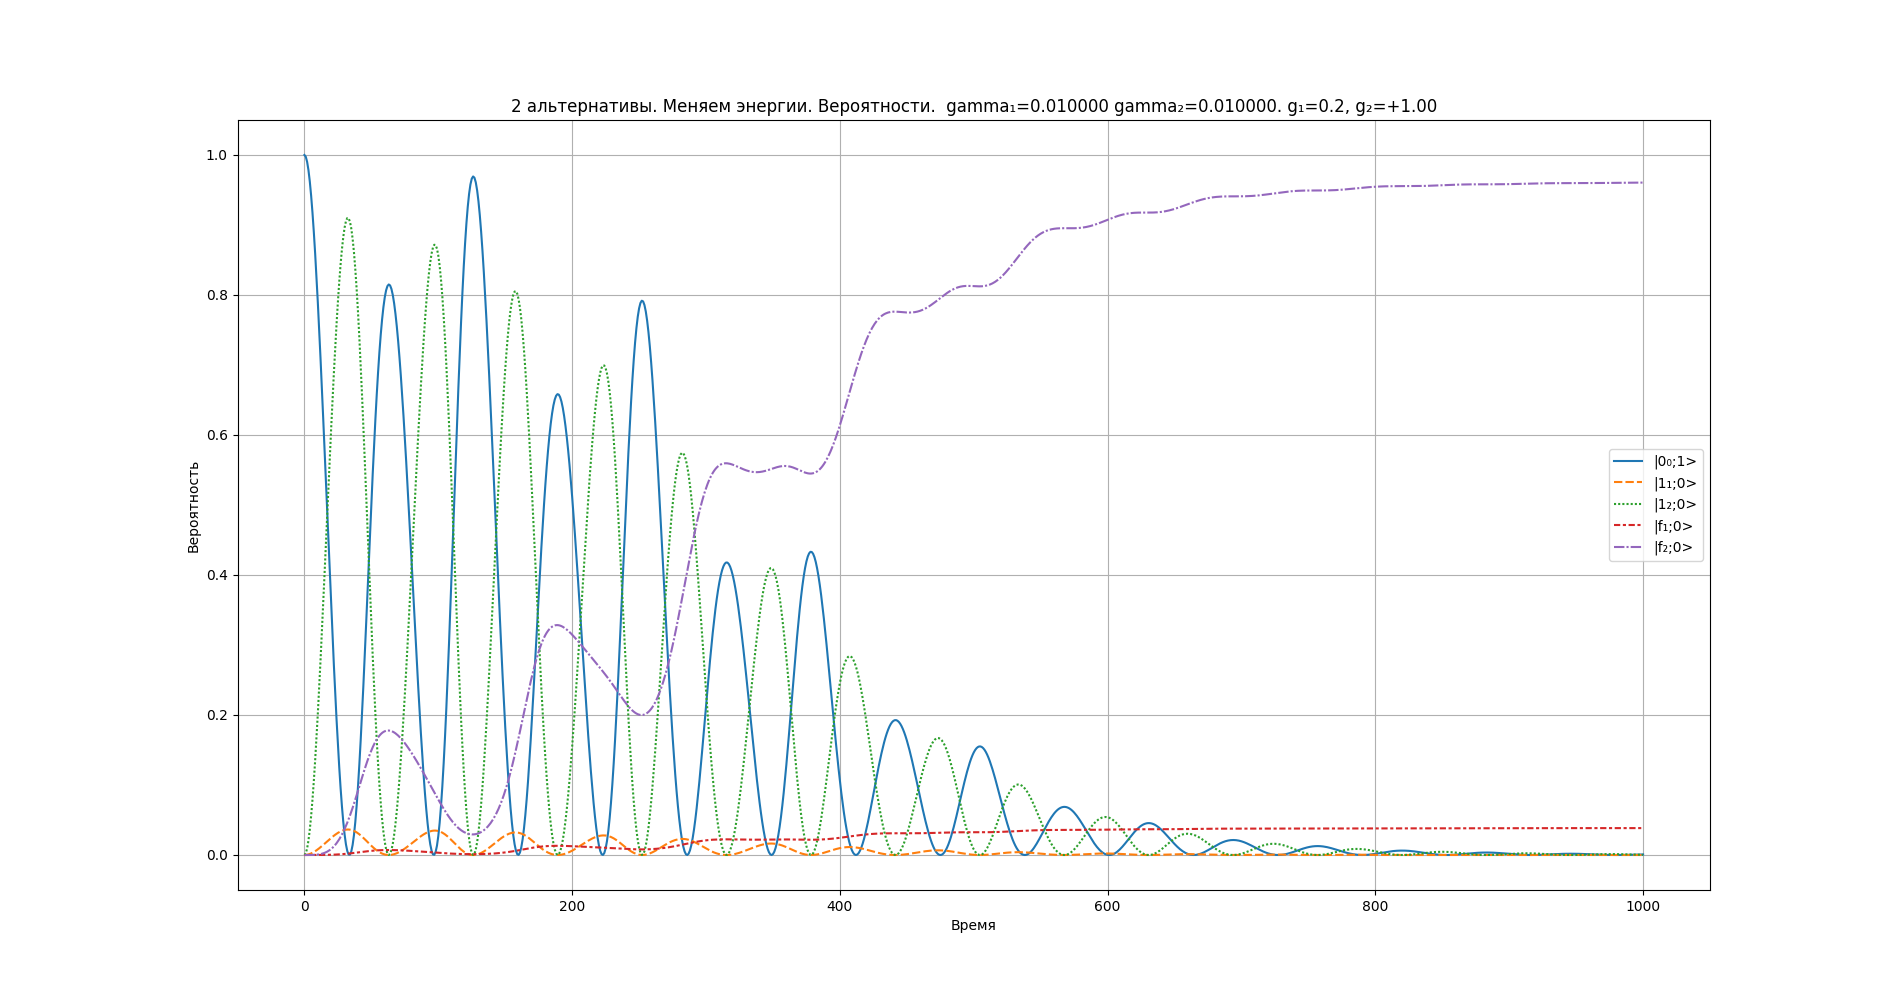 2 альтернативы. Меняем энергии. Вероятности.  gamma₁=0.010000 gamma₂=0.010000. g₁=0.2, g₂=+1.00
Вероятность
1.0
0.8
0.6
0.4
0.2
0.0
|0₀;1>
|1₁;0>
|1₂;0>
|f₁;0>
|f₂;0>
0 200 400 600 800 1000
Время